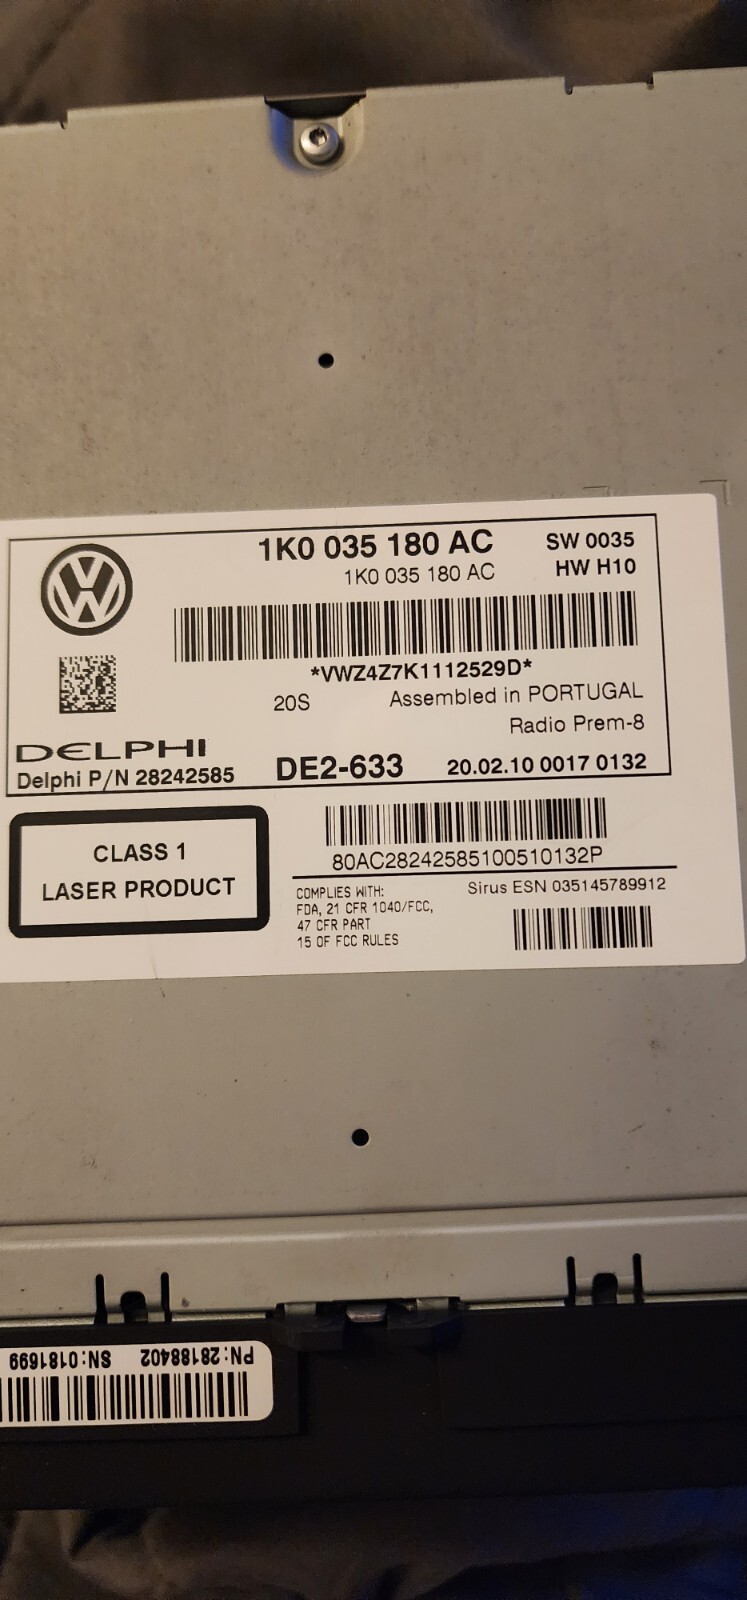 1K0 035 180 AC SW 0035
1K0 035 180 AC HW H10
*VWZ4Z7K1112529D*
20S Assembled in PORTUGAL
Radio Prem-8
DELPHI
Delphi P/N 28242585 DE2-633 20.02.10 0017 0132
CLASS 1
LASER PRODUCT
80AC28242585100510132P
COMPLIES WITH:
FDA, 21 CFR 1040/FCC,
47 CFR PART
15 OF FCC RULES
Sirus ESN 035145789912
PN:28188402 SN:0181699